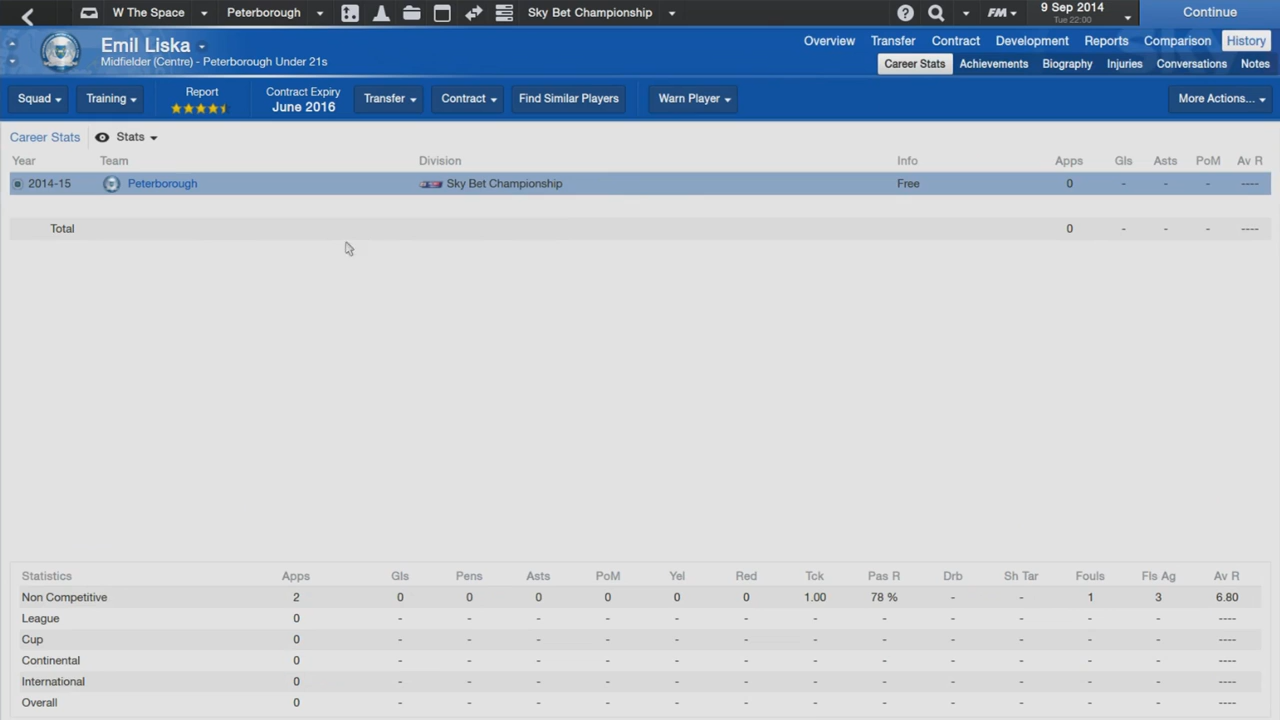 W The Space Peterborough Sky Bet Championship FM 9 Sep 2014 Continue
Tue 22:00
Emil Liska Overview Transfer Contract Development Reports Comparison History
Midfielder (Centre) - Peterborough Under 21s Career Stats Achievements Biography Injuries Conversations Notes
Squad Training Report Contract Expiry Transfer Contract Find Similar Players Warn Player More Actions...
June 2016
Career Stats Stats
Year Team Division Info Apps Gls Asts PoM Av R
2014-15 Peterborough Sky Bet Championship Free 0 - - - ----
Total 0 - - - ----
Statistics Apps Gls Pens Asts PoM Yel Red Tck Pas R Drb Sh Tar Fouls Fls Ag Av R
Non Competitive 2 0 0 0 0 0 0 1.00 78 % - - 1 3 6.80
League 0 - - - - - - - - - - - - ----
Cup 0 - - - - - - - - - - - - ----
Continental 0 - - - - - - - - - - - - ----
International 0 - - - - - - - - - - - - ----
Overall 0 - - - - - - - - - - - - ----